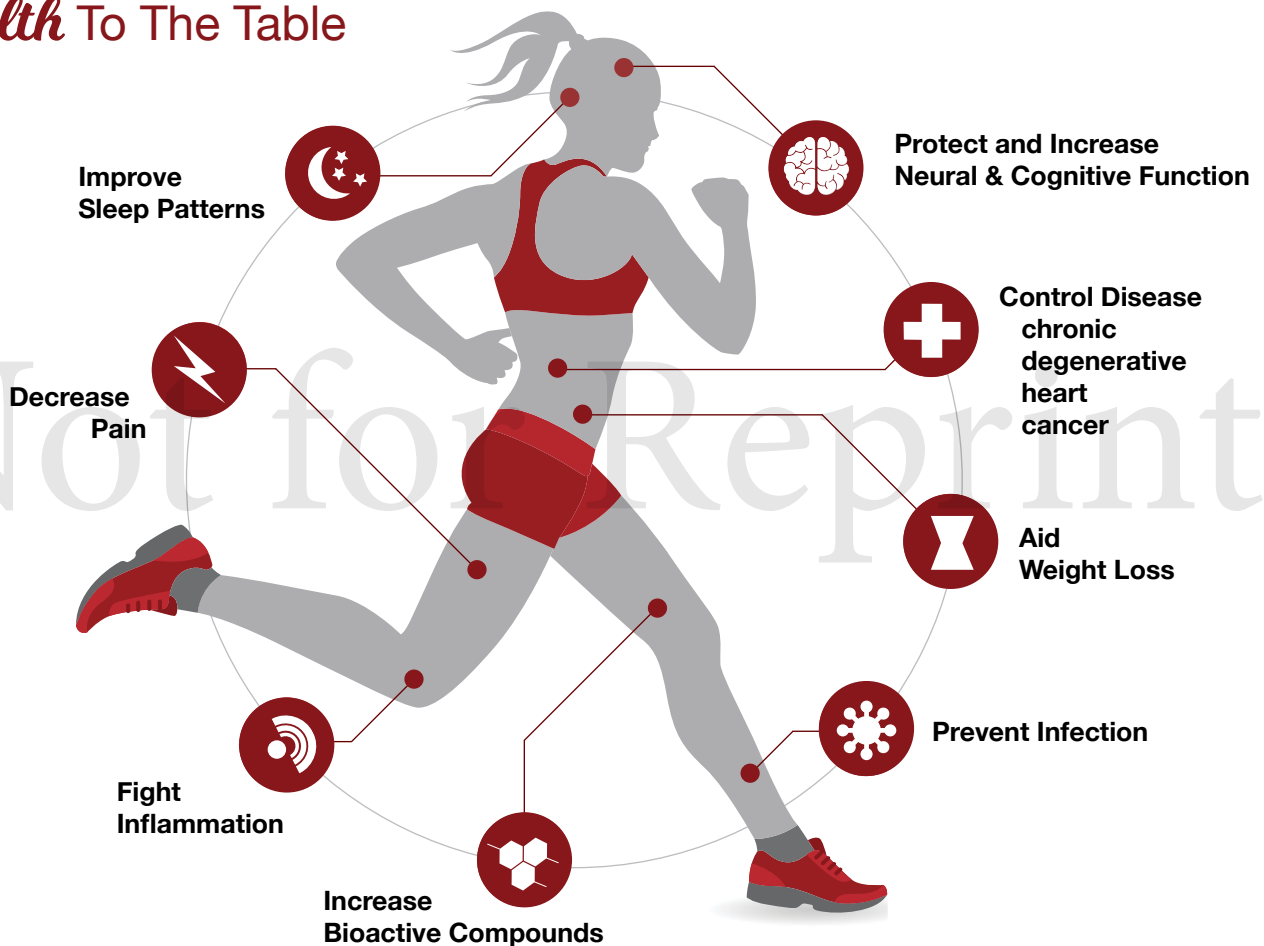 lth To The Table
Protect and Increase
Neural & Cognitive Function
Improve
Sleep Patterns
Control Disease
chronic
degenerative
heart
cancer
Decrease
Pain
Not for Reprint
Aid
Weight Loss
Prevent Infection
Fight
Inflammation
Increase
Bioactive Compounds